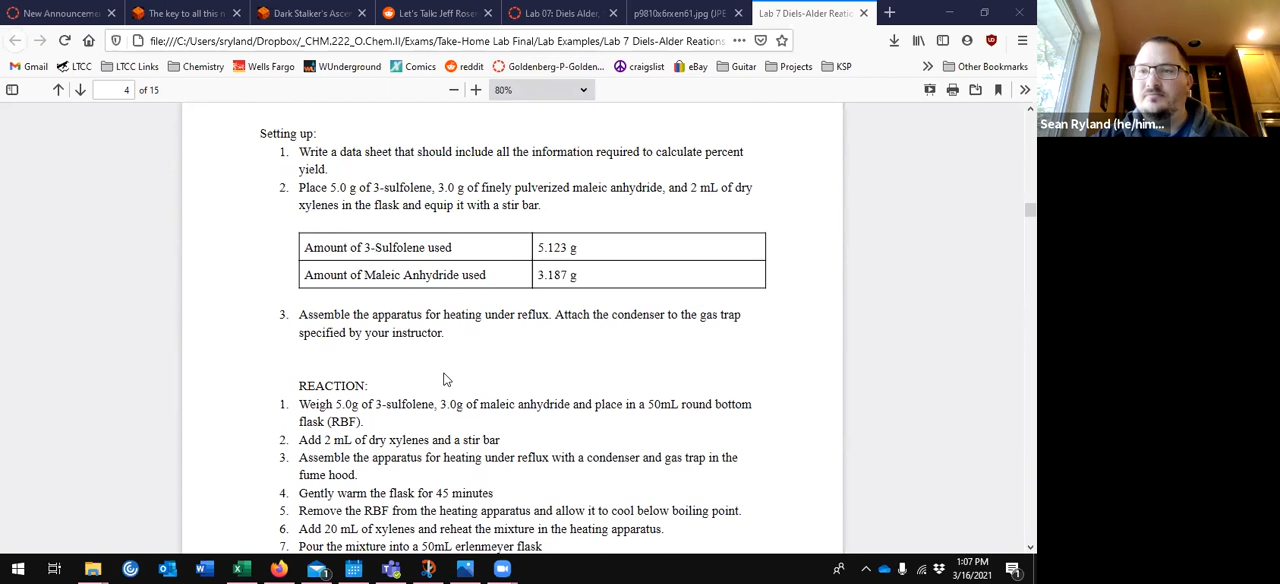 New Announceme
The key to all this n
Dark Stalker's Asce
Let's Talk: Jeff Rose
Lab 07: Diels Alder,
p9810x6rxen61.jpg (JPE
Lab 7 Diels-Alder Reatio
file:///C:/Users/sryland/Dropbox/_CHM.222_O.Chem.II/Exams/Take-Home Lab Final/Lab Examples/Lab 7 Diels-Alder Reations
Gmail LTCC LTCC Links Chemistry Wells Fargo WUnderground Comics reddit Goldenberg-P-Golden... craigslist eBay Guitar Projects KSP Other Bookmarks
4 of 15
80%
Sean Ryland (he/him...
Setting up:
1. Write a data sheet that should include all the information required to calculate percent
yield.
2. Place 5.0 g of 3-sulfolene, 3.0 g of finely pulverized maleic anhydride, and 2 mL of dry
xylenes in the flask and equip it with a stir bar.
Amount of 3-Sulfolene used 5.123 g
Amount of Maleic Anhydride used 3.187 g
3. Assemble the apparatus for heating under reflux. Attach the condenser to the gas trap
specified by your instructor.
REACTION:
1. Weigh 5.0g of 3-sulfolene, 3.0g of maleic anhydride and place in a 50mL round bottom
flask (RBF).
2. Add 2 mL of dry xylenes and a stir bar
3. Assemble the apparatus for heating under reflux with a condenser and gas trap in the
fume hood.
4. Gently warm the flask for 45 minutes
5. Remove the RBF from the heating apparatus and allow it to cool below boiling point.
6. Add 20 mL of xylenes and reheat the mixture in the heating apparatus.
7. Pour the mixture into a 50mL erlenmeyer flask
1:07 PM
3/16/2021